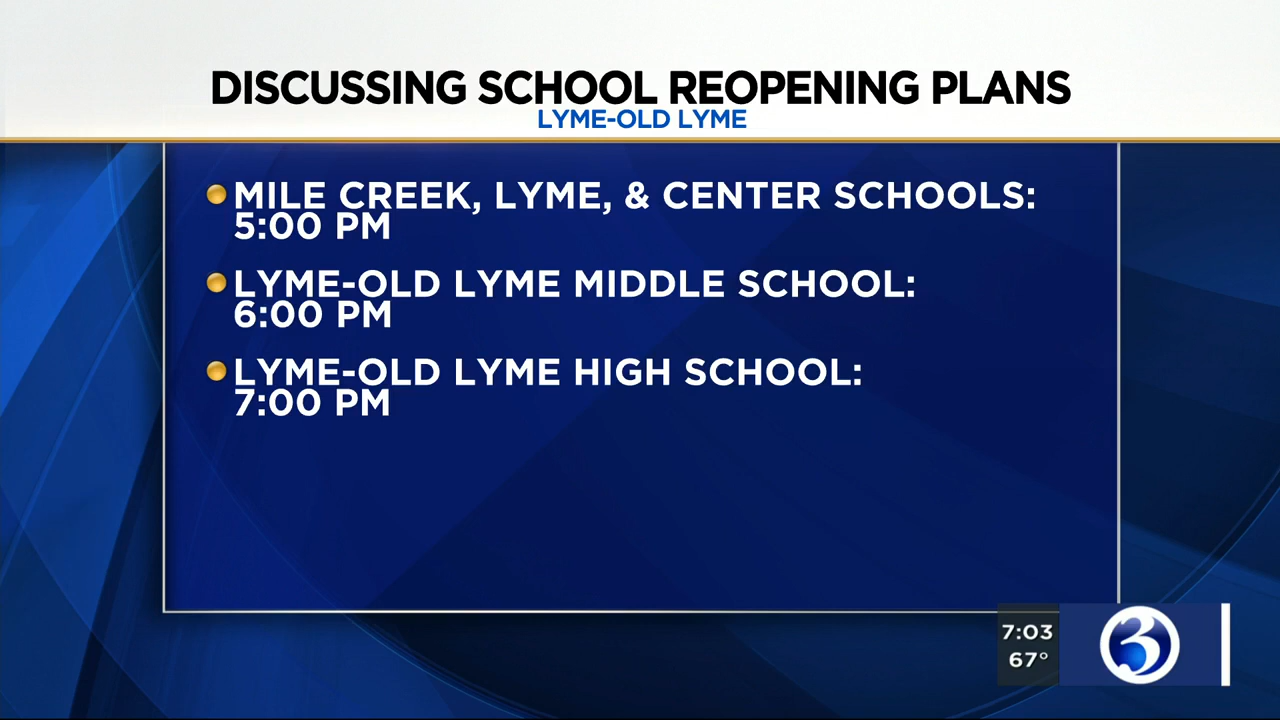 DISCUSSING SCHOOL REOPENING PLANS
LYME-OLD LYME
MILE CREEK, LYME, & CENTER SCHOOLS:
5:00 PM
LYME-OLD LYME MIDDLE SCHOOL:
6:00 PM
LYME-OLD LYME HIGH SCHOOL:
7:00 PM
7:03
67°
3